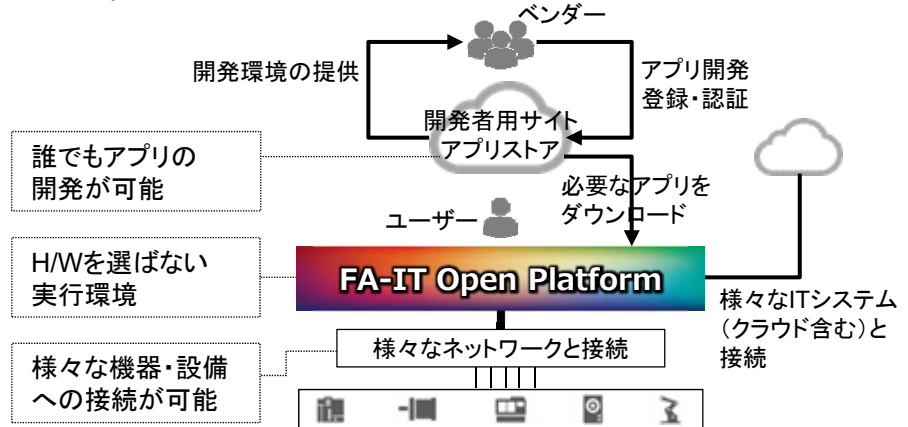 ベンダー
開発環境の提供
アプリ開発
登録・認証
開発者用サイト
アプリストア
誰でもアプリの
開発が可能
必要なアプリを
ダウンロード
ユーザー
H/Wを選ばない
実行環境
FA-IT Open Platform
様々なITシステム
（クラウド含む）と
接続
様々なネットワークと接続
様々な機器・設備
への接続が可能